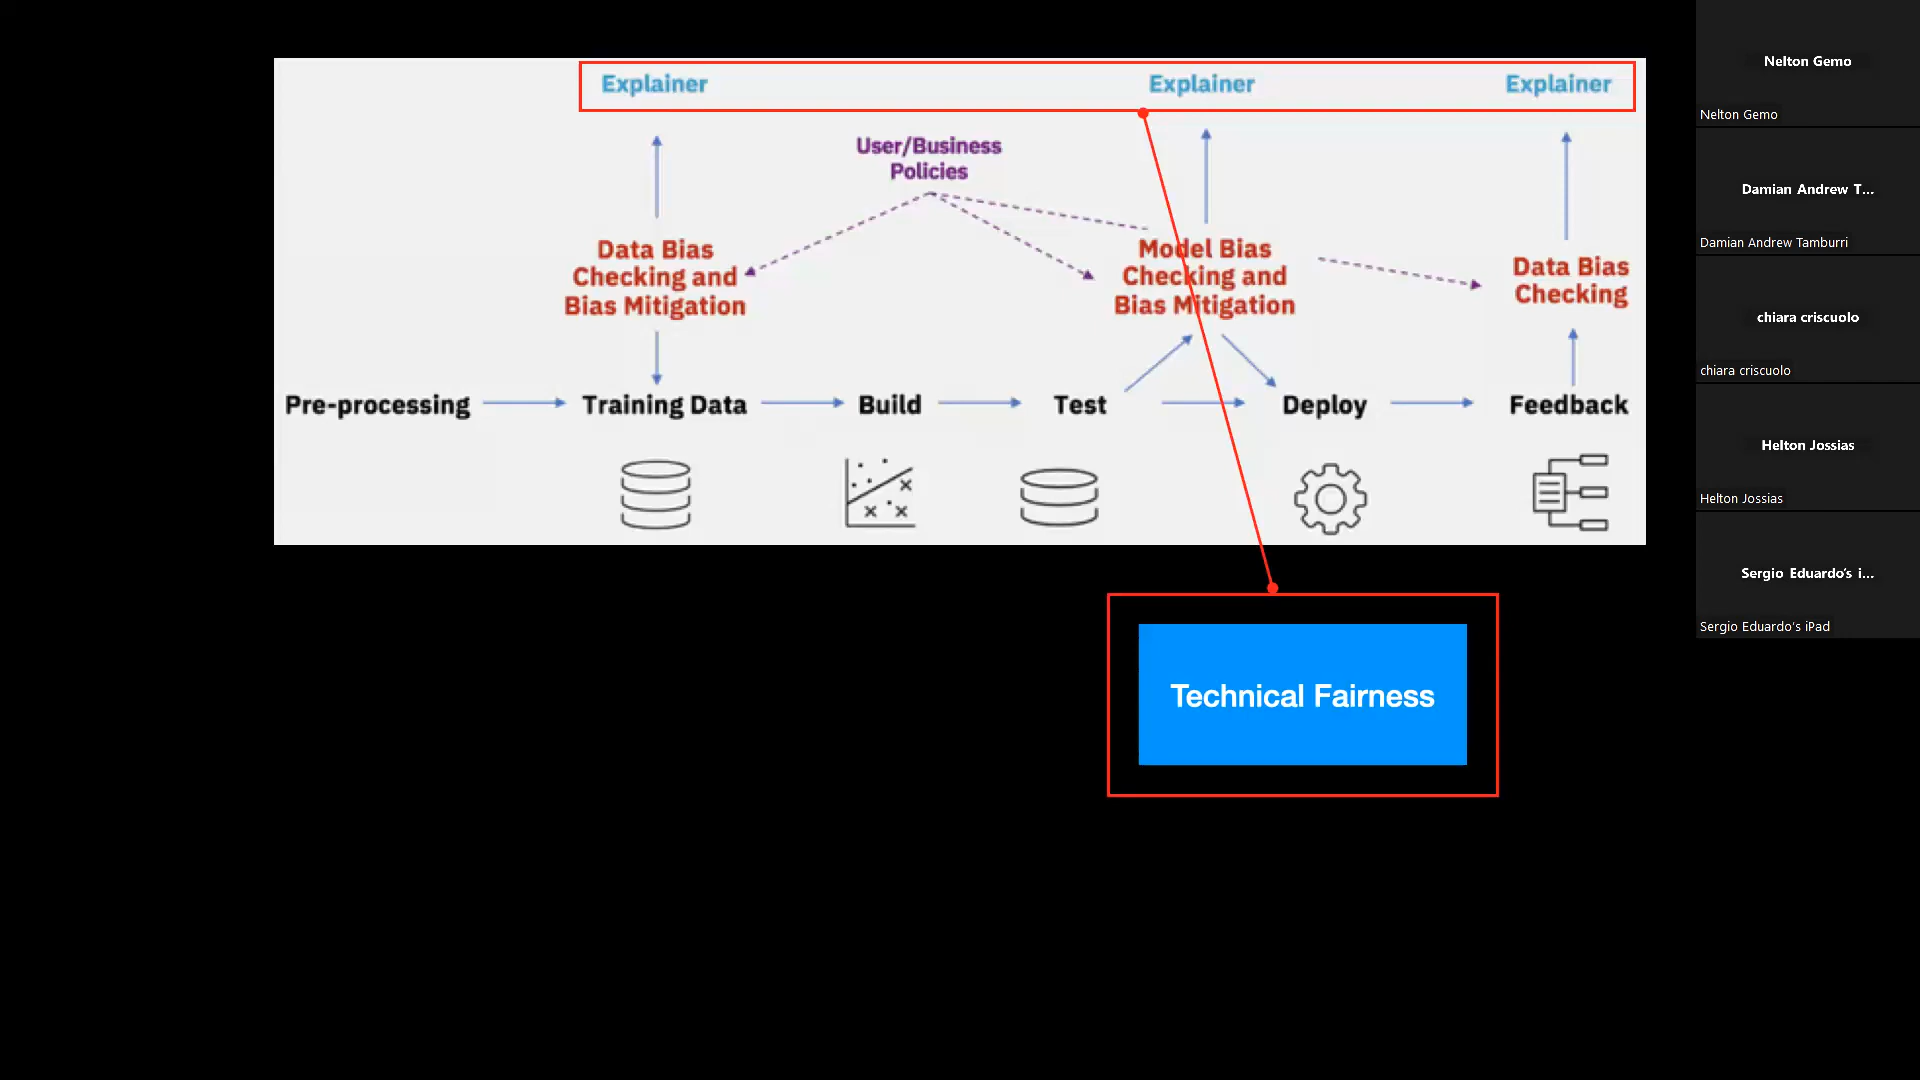 Explainer Explainer Explainer
User/Business
Policies
Data Bias
Checking and
Bias Mitigation
Model Bias
Checking and
Bias Mitigation
Data Bias
Checking
Pre-processing Training Data Build Test Deploy Feedback
Technical Fairness
Nelton Gemo
Nelton Gemo
Damian Andrew T...
Damian Andrew Tamburri
chiara criscuolo
chiara criscuolo
Helton Jossias
Helton Jossias
Sergio Eduardo's i...
Sergio Eduardo's iPad